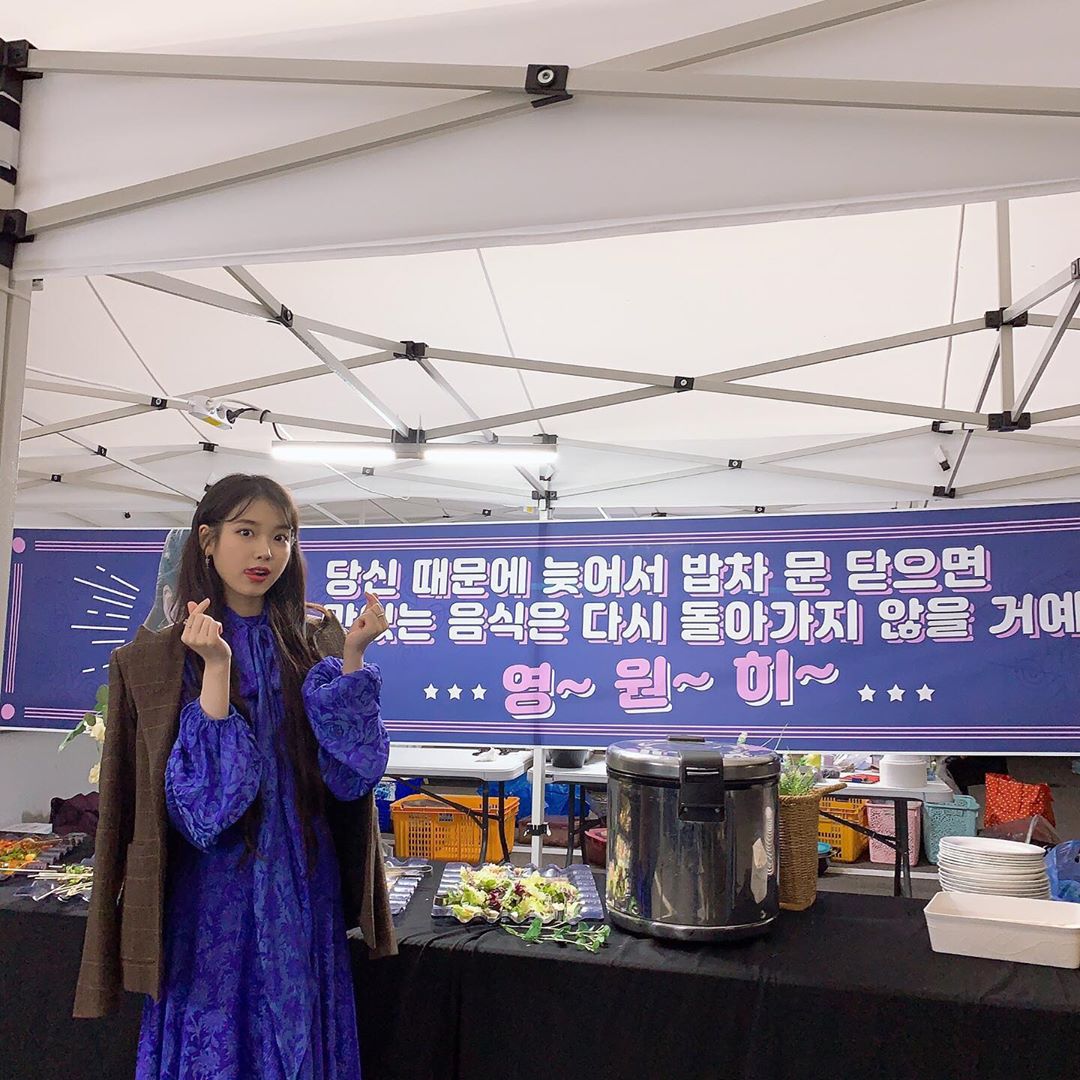 당신 때문에 늦어서 밥차 문 닫으면
음식은 다시 돌아가지 않을 거예
영~ 원~ 히~